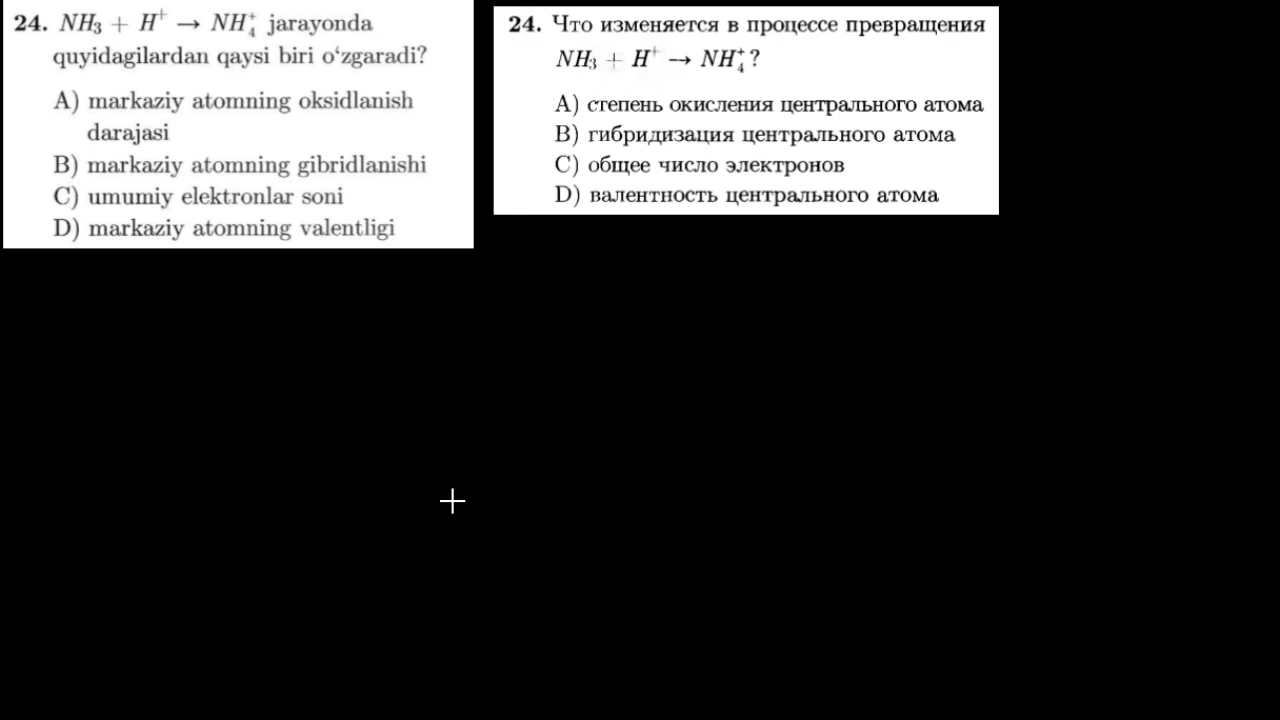 24. NH₃ + H⁺ → NH₄⁺ jarayonda
quyidagilardan qaysi biri o‘zgaradi?
A) markaziy atomning oksidlanish
darajasi
B) markaziy atomning gibridlanishi
C) umumiy elektronlar soni
D) markaziy atomning valentligi
24. Что изменяется в процессе превращения
NH₃ + H⁺ → NH₄⁺?
A) степень окисления центрального атома
B) гибридизация центрального атома
C) общее число электронов
D) валентность центрального атома